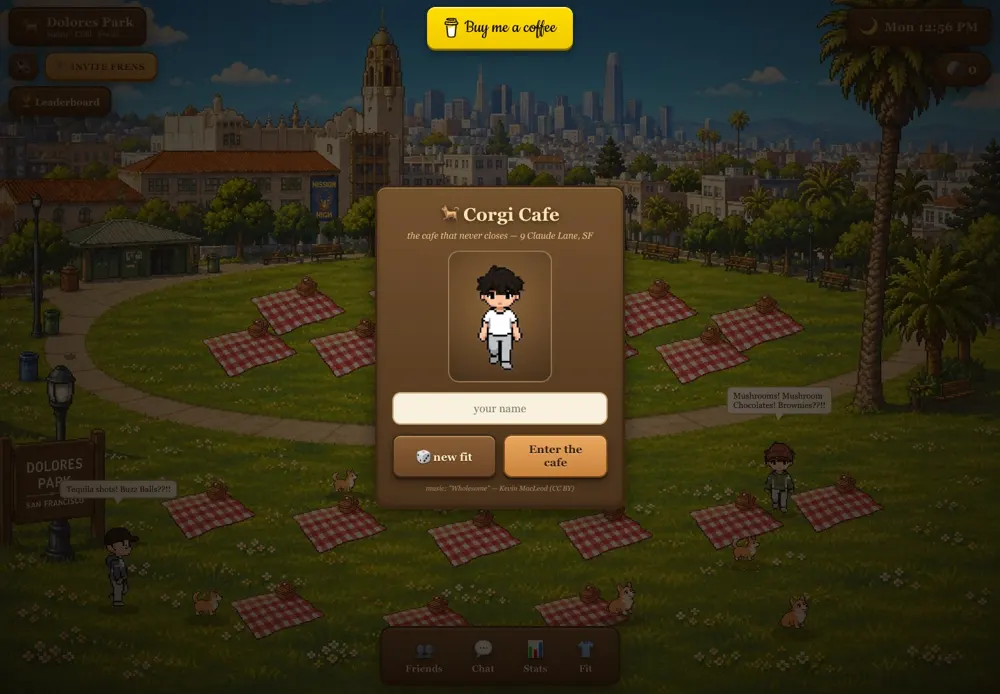 Dolores Park
Buy me a coffee
Mon 12:56 PM
INVITE FRENS
0
Leaderboard
MISSION
HIGH
Corgi Cafe
the cafe that never closes — 9 Claude Lane, SF
your name
new fit
Enter the
cafe
music: "Wholesome" — Kevin MacLeod (CC BY)
Mushrooms! Mushroom
Chocolates! Brownies??!!
DOLORES
PARK
SAN FRANCISCO
Tequila shots! Buzz Balls??!!
Friends
Chat
Stats
Fit